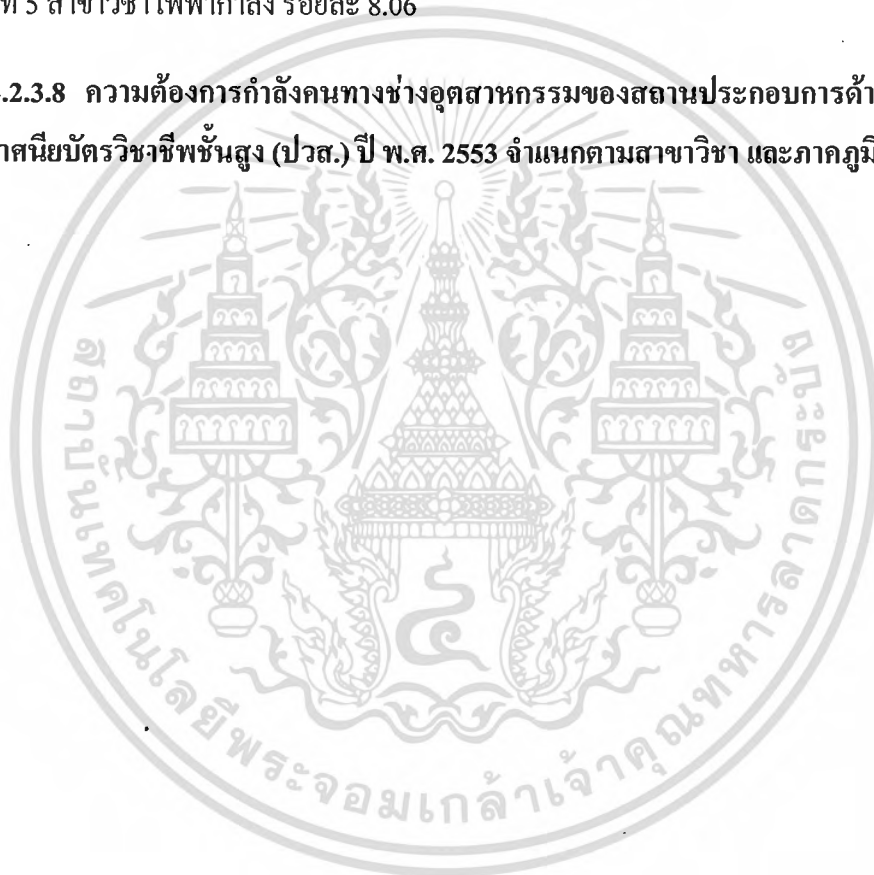 ที่ 5 สาขาวิชาไฟฟ้ากำลัง ร้อยละ 8.06
.2.3.8 ความต้องการกำลังคนทางช่างอุตสาหกรรมของสถานประกอบการด้า
าศนียบัตรวิชาชีพชั้นสูง (ปวส.) ปี พ.ศ. 2553 จำแนกตามสาขาวิชา และภาคภูมิ
สถาบันเทคโนโลยีพระจอมเกล้าเจ้าคุณทหารลาดกระบัง